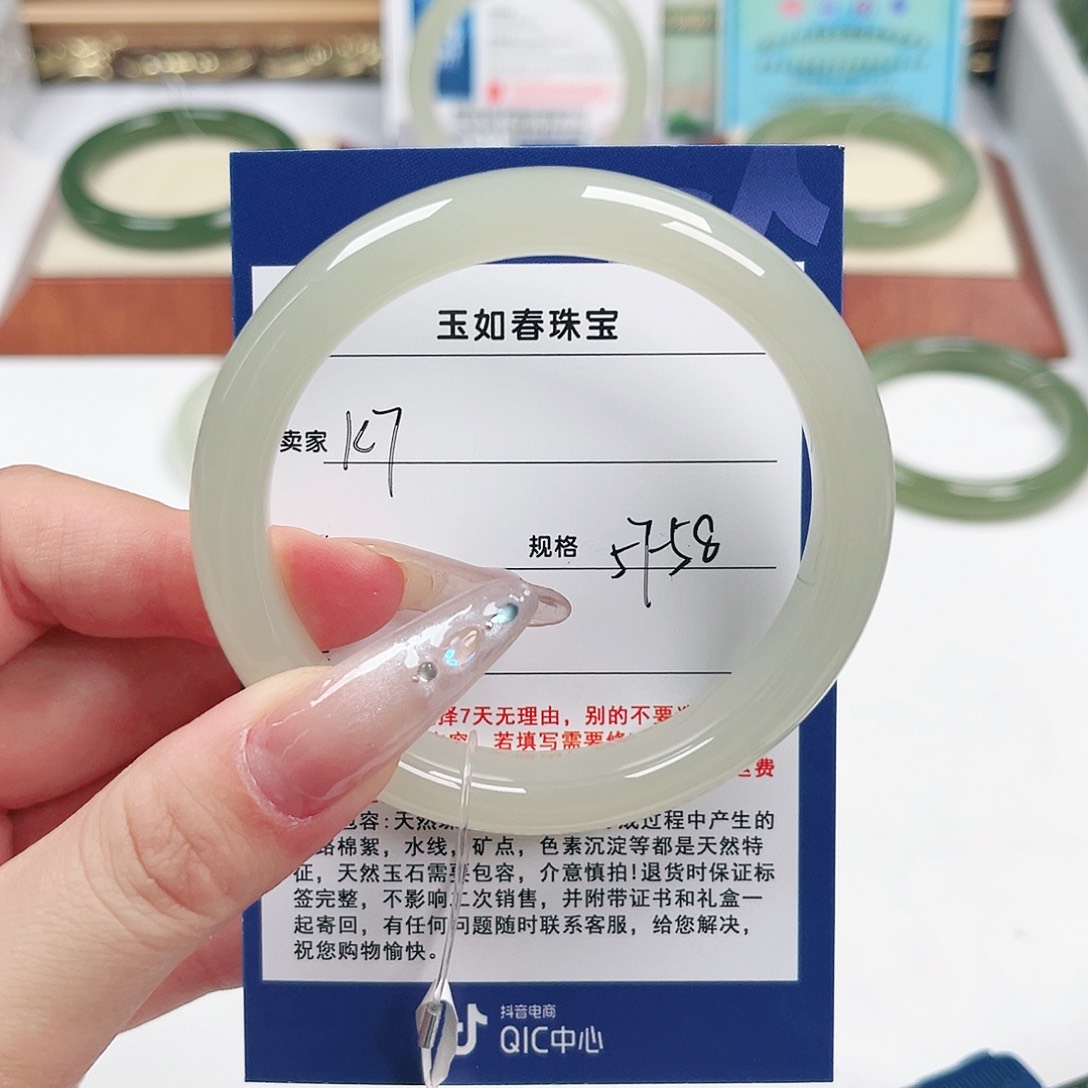 玉如春珠宝
卖家 K7
规格 57-58
择7天无理由，别的不要
若填写需要修
费
包容:天然
成过程中产生的
棉絮，水线，矿点，色素沉淀等都是天然特
征，天然玉石需要包容，介意慎拍!退货时保证标
签完整，不影响二次销售，并附带证书和礼盒一
起寄回，有任何问题随时联系客服，给您解决，
祝您购物愉快。
抖音电商
QIC中心